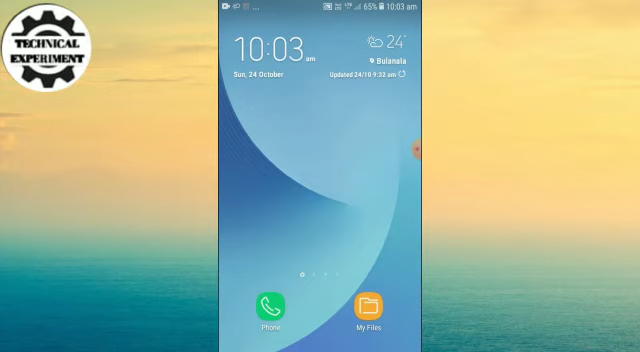 TECHNICAL
EXPERIMENT
... 65% 10:03 am
10:03 am
24°
Sun, 24 October
Bulanala
Updated 24/10 9:32 am
Phone
My Files